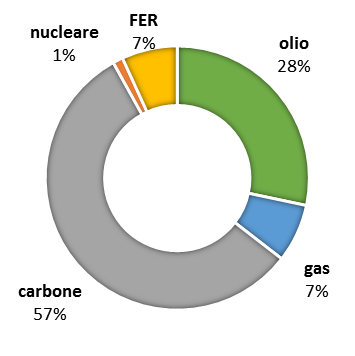 nucleare
1%
FER
7%
olio
28%
gas
7%
carbone
57%